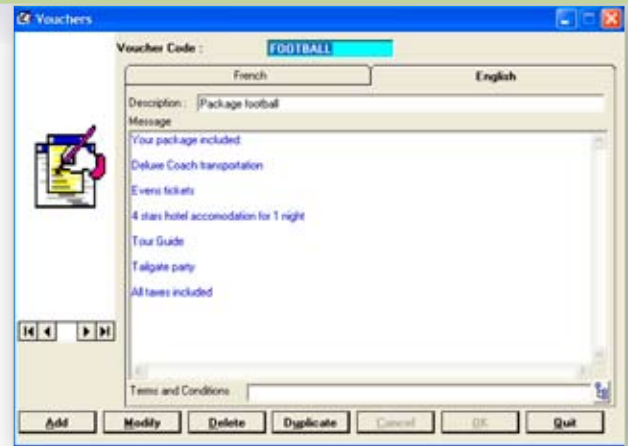 Vouchers
Voucher Code :
FOOTBALL
French
English
Description :
Package football
Message
Your package included
Deluxe Coach transportation
Evens tickets
4 stars hotel accomodation for 1 night
Tour Guide
Tailgate party
All taxes included
Terms and Conditions
Add
Modify
Delete
Duplicate
Cancel
OK
Quit